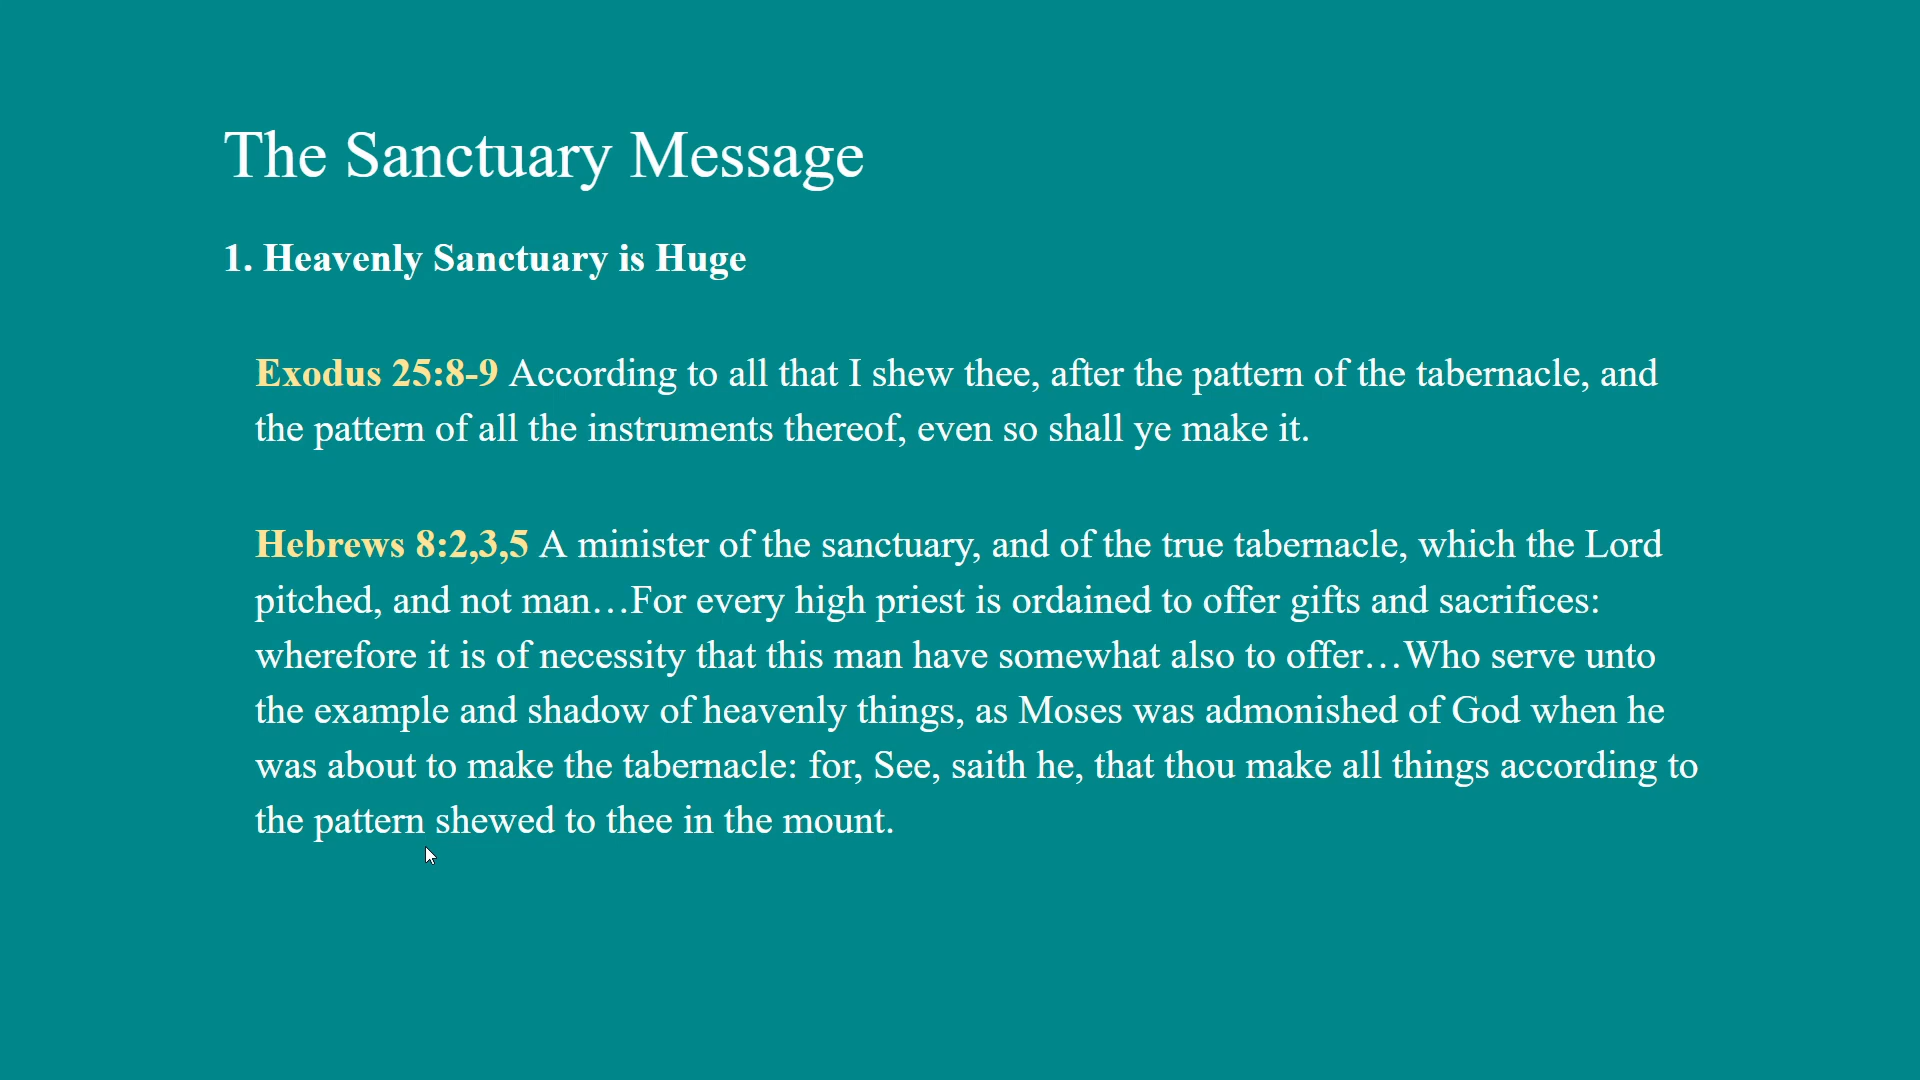 The Sanctuary Message
1. Heavenly Sanctuary is Huge
Exodus 25:8-9 According to all that I shew thee, after the pattern of the tabernacle, and
the pattern of all the instruments thereof, even so shall ye make it.
Hebrews 8:2,3,5 A minister of the sanctuary, and of the true tabernacle, which the Lord
pitched, and not man…For every high priest is ordained to offer gifts and sacrifices:
wherefore it is of necessity that this man have somewhat also to offer…Who serve unto
the example and shadow of heavenly things, as Moses was admonished of God when he
was about to make the tabernacle: for, See, saith he, that thou make all things according to
the pattern shewed to thee in the mount.